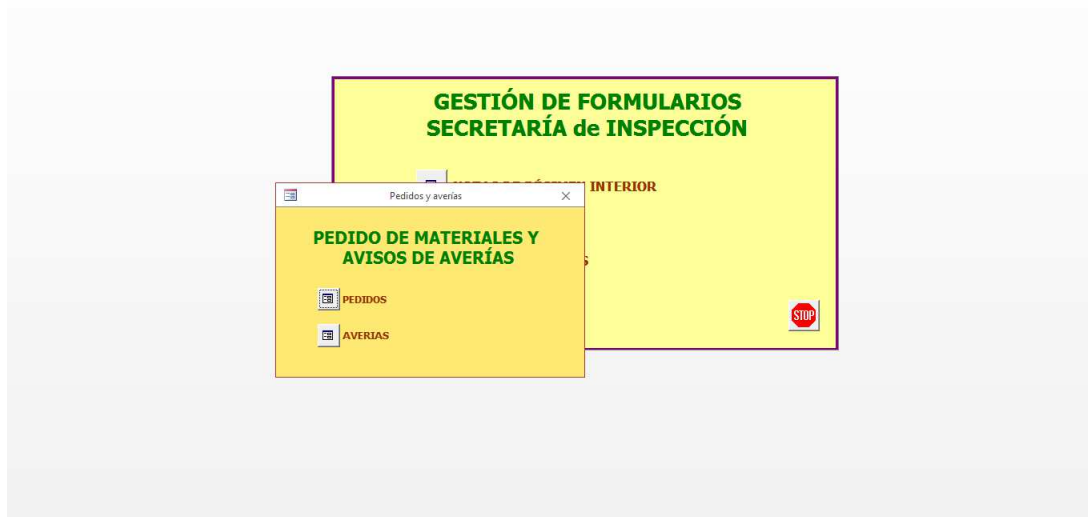 GESTIÓN DE FORMULARIOS
SECRETARÍA de INSPECCIÓN
INTERIOR
Pedidos y averías
PEDIDO DE MATERIALES Y
AVISOS DE AVERÍAS
PEDIDOS
AVERIAS
STOP